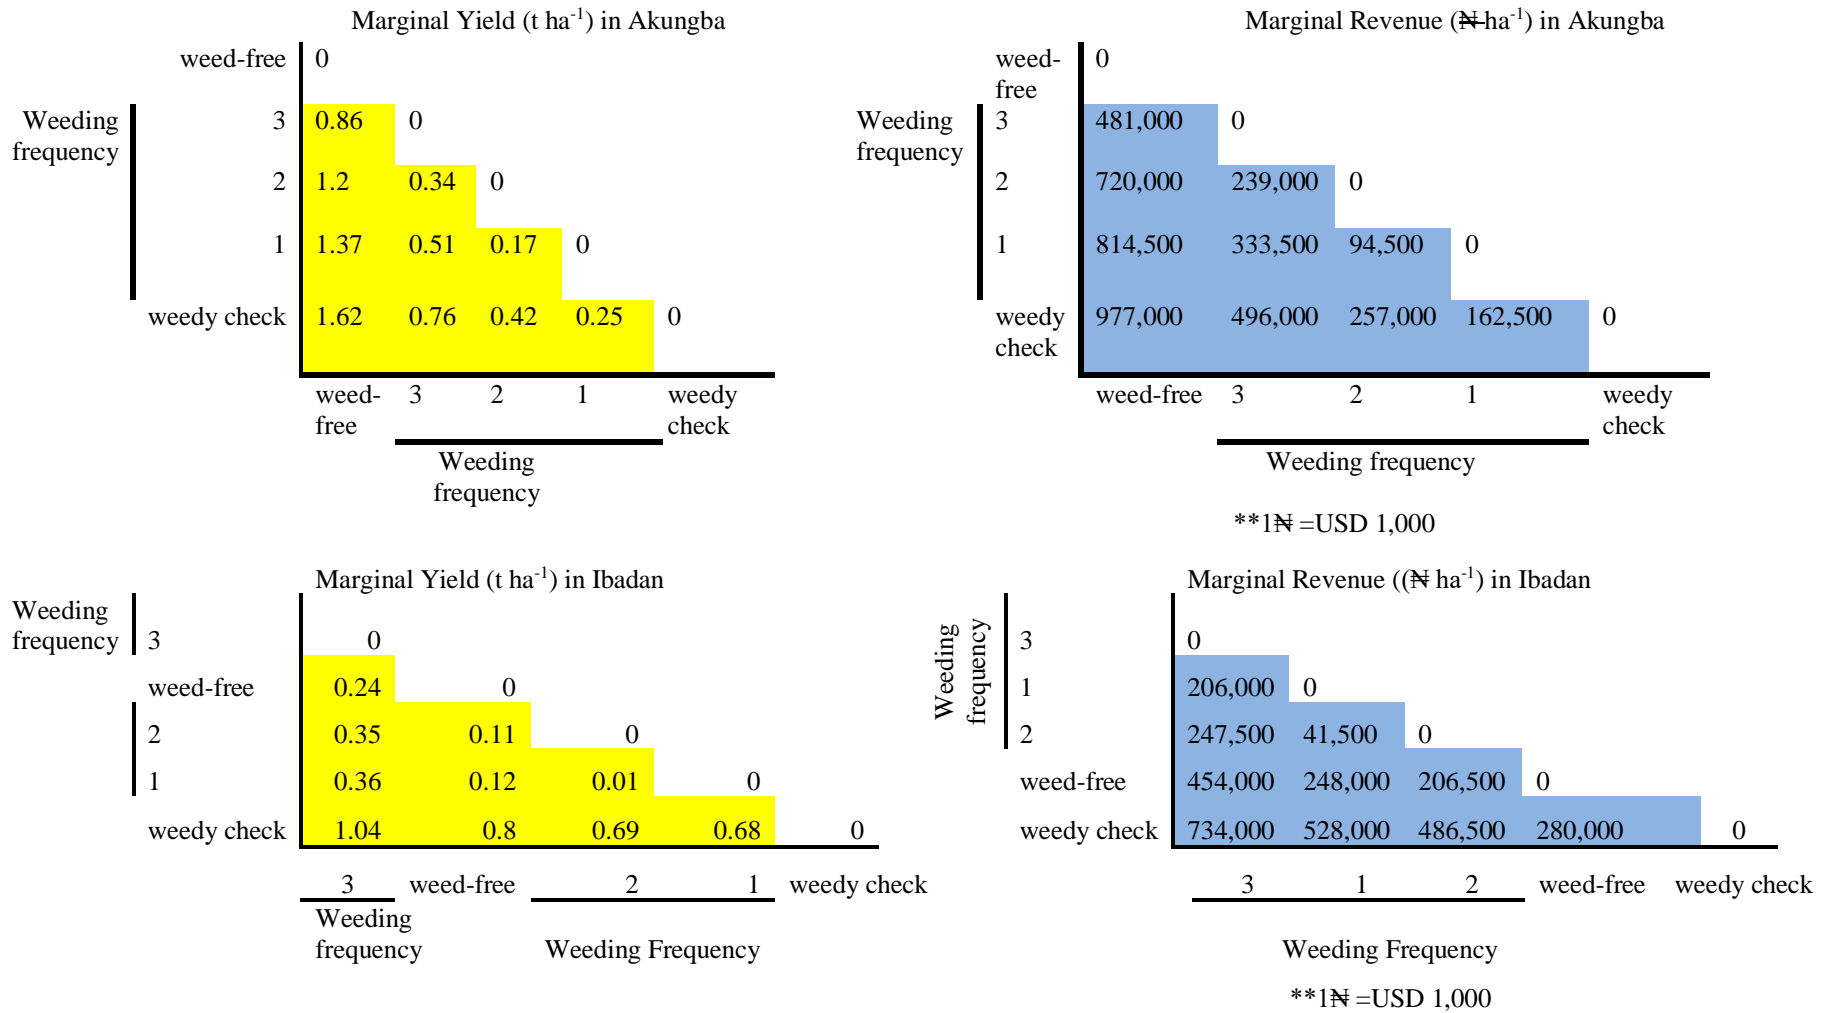 Marginal Yield (t ha-1) in Akungba
weed-free 0
Weeding frequency
3 0.86 0
2 1.2 0.34 0
1 1.37 0.51 0.17 0
weedy check 1.62 0.76 0.42 0.25 0
weed-free 3 2 1 weedy check
Weeding
frequency
Marginal Revenue (₦ ha-1) in Akungba
weed-free 0
Weeding frequency
3 481,000 0
2 720,000 239,000 0
1 814,500 333,500 94,500 0
weedy check 977,000 496,000 257,000 162,500 0
weed-free 3 2 1 weedy check
Weeding frequency
**1₦ =USD 1,000
Marginal Yield (t ha-1) in Ibadan
Weeding
frequency 3 0
weed-free 0.24 0
2 0.35 0.11 0
1 0.36 0.12 0.01 0
weedy check 1.04 0.8 0.69 0.68 0
3 weed-free 2 1 weedy check
Weeding
frequency Weeding Frequency
Marginal Revenue ((₦ ha-1) in Ibadan
Weeding
frequency
3 0
1 206,000 0
2 247,500 41,500 0
weed-free 454,000 248,000 206,500 0
weedy check 734,000 528,000 486,500 280,000 0
3 1 2 weed-free weedy check
Weeding Frequency
**1₦ =USD 1,000